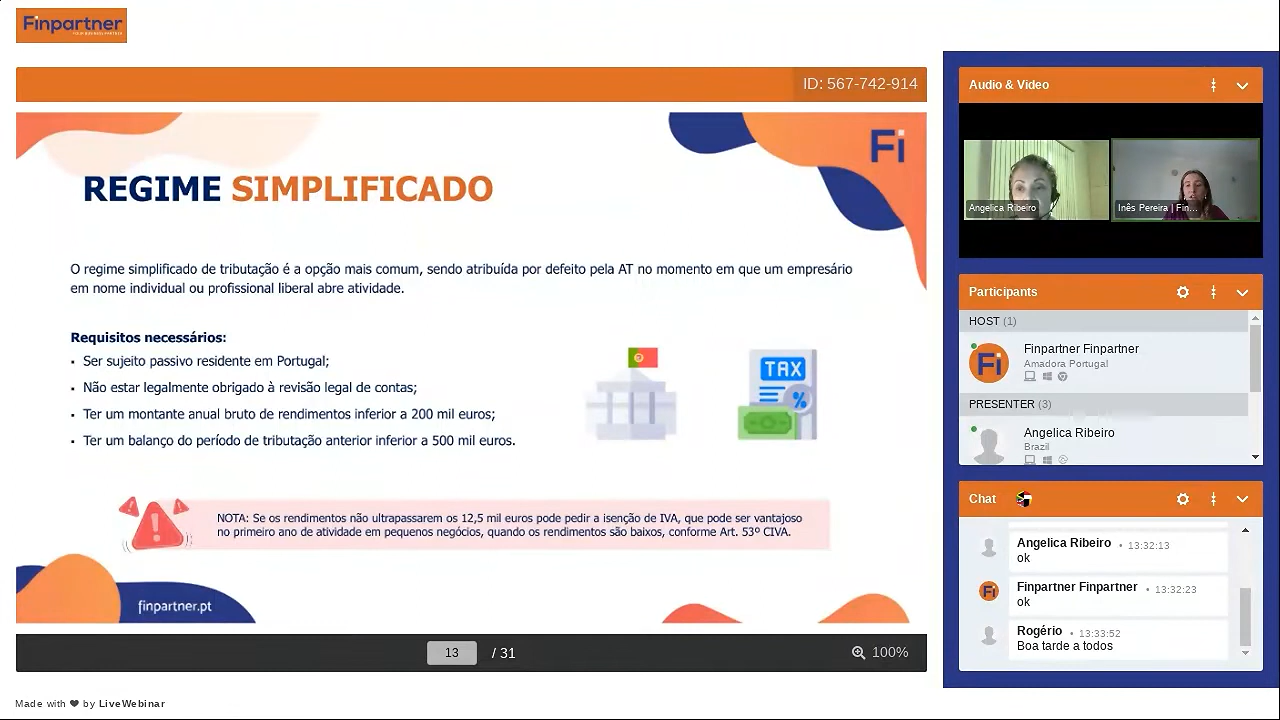 Finpartner
ID: 567-742-914
Fi
REGIME SIMPLIFICADO
O regime simplificado de tributação é a opção mais comum, sendo atribuída por defeito pela AT no momento em que um empresário
em nome individual ou profissional liberal abre atividade.
Requisitos necessários:
▪ Ser sujeito passivo residente em Portugal;
▪ Não estar legalmente obrigado à revisão legal de contas;
▪ Ter um montante anual bruto de rendimentos inferior a 200 mil euros;
▪ Ter um balanço do período de tributação anterior inferior a 500 mil euros.
TAX
%
NOTA: Se os rendimentos não ultrapassarem os 12,5 mil euros pode pedir a isenção de IVA, que pode ser vantajoso
no primeiro ano de atividade em pequenos negócios, quando os rendimentos são baixos, conforme Art. 53º CIVA.
finpartner.pt
13 / 31
100%
Made with ❤ by LiveWebinar
Audio & Video
Angelica Ribeiro
Inês Pereira | Fin...
Participants
HOST (1)
Fi
Finpartner Finpartner
Amadora Portugal
PRESENTER (3)
Angelica Ribeiro
Brazil
Chat
Angelica Ribeiro • 13:32:13
ok
Fi
Finpartner Finpartner • 13:32:23
ok
Rogério • 13:33:52
Boa tarde a todos